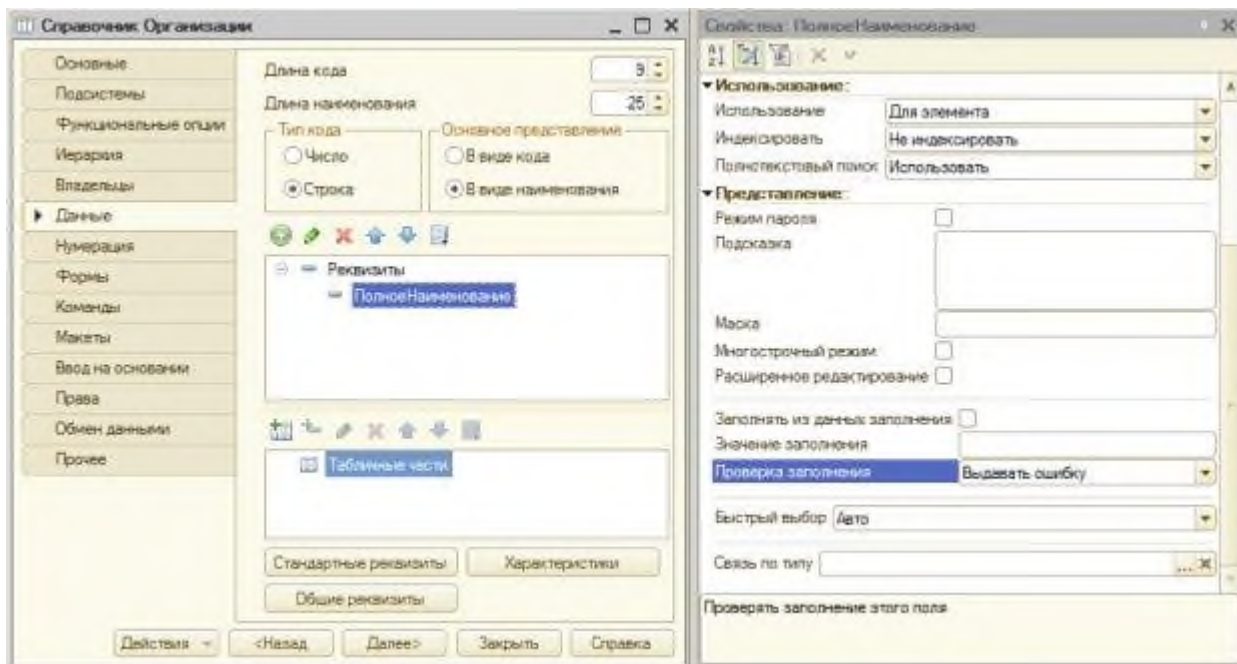 Справочник Организации
Основные
Подсистемы
Функциональные опции
Иерархия
Владельцы
Данные
Нумерация
Формы
Команды
Макеты
Ввод на основании
Права
Обмен данными
Прочее
Длина кода
9
Длина наименования
25
Тип кода
Число
Строка
Основное представление
В виде кода
В виде наименования
Реквизиты
ПолноеНаименование
Табличные части
Стандартные реквизиты
Характеристики
Общие реквизиты
Действия
<Назад
Далее>
Закрыть
Справка
Свойства: ПолноеНаименование
Использование:
Использование Для элемента
Индексировать Не индексировать
Полнотекстовый поиск Использовать
Представление:
Режим пароля
Подсказка
Маска
Многострочный режим
Расширенное редактирование
Заполнять из данных заполнения
Значение заполнения
Проверка заполнения Выдавать ошибку
Быстрый выбор Авто
Связь по типу ...
Проверять заполнение этого поля